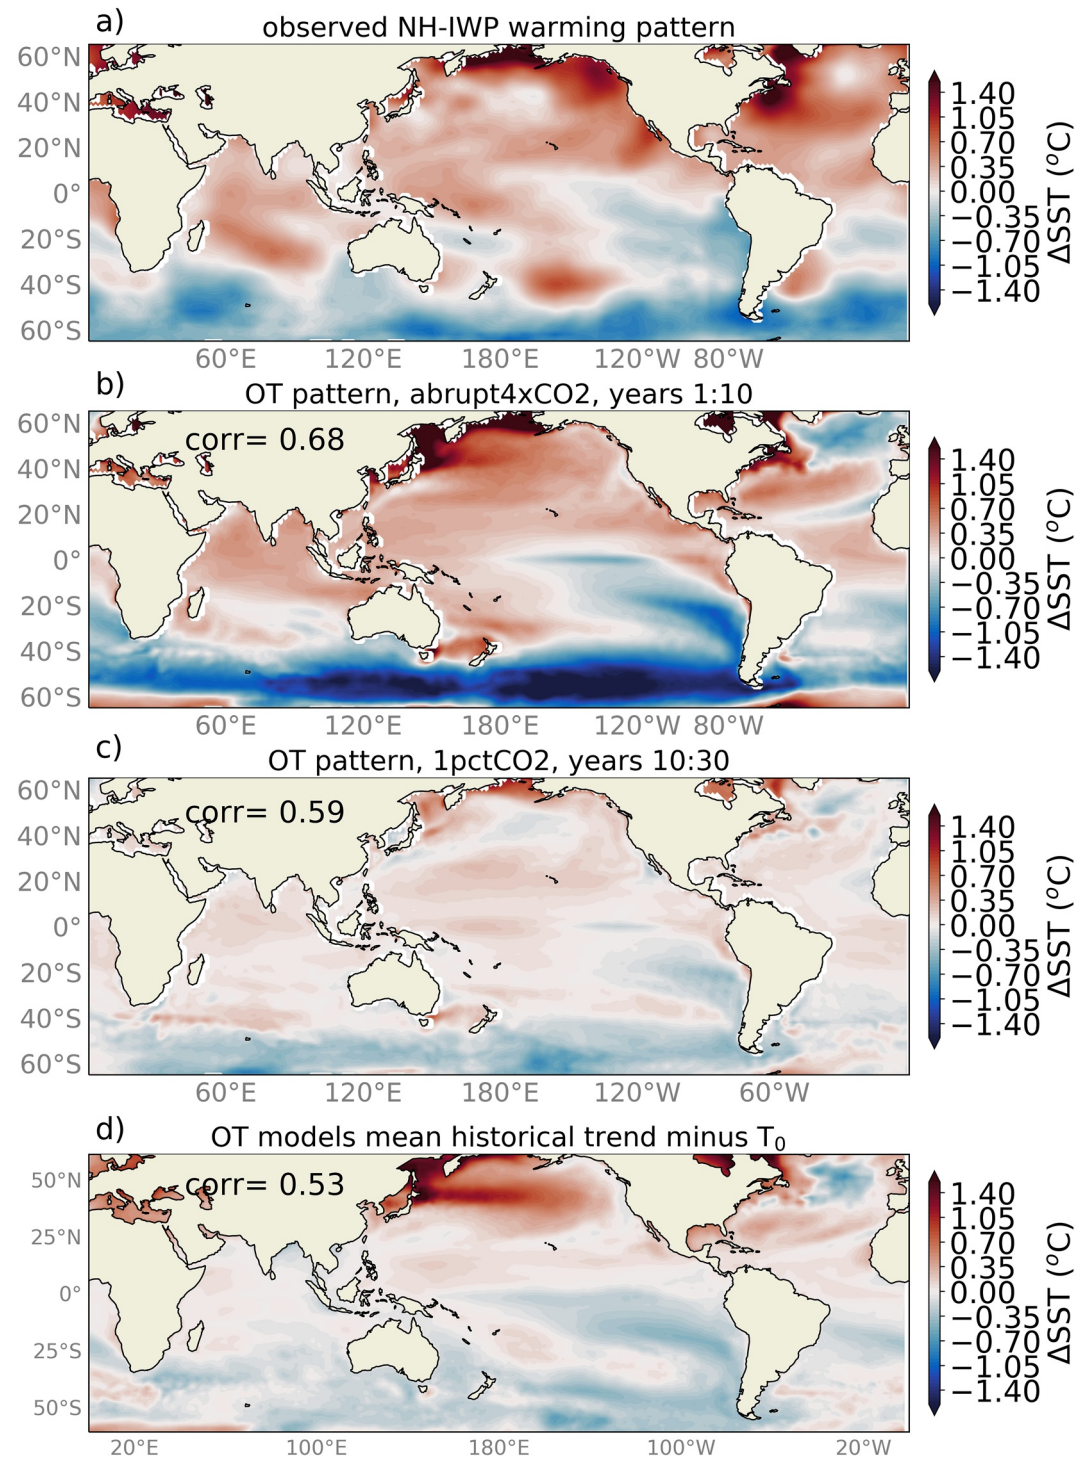 a)
observed NH-IWP warming pattern
60°N
40°N
20°N
0°
20°S
40°S
60°S
60°E 120°E 180°E 120°W 80°W
1.40
1.05
0.70
0.35
0.00
−0.35
−0.70
−1.05
−1.40
ΔSST (°C)
b)
OT pattern, abrupt4xCO2, years 1:10
corr= 0.68
60°N
40°N
20°N
0°
20°S
40°S
60°S
60°E 120°E 180°E 120°W 80°W
1.40
1.05
0.70
0.35
0.00
−0.35
−0.70
−1.05
−1.40
ΔSST (°C)
c)
OT pattern, 1pctCO2, years 10:30
corr= 0.59
60°N
40°N
20°N
0°
20°S
40°S
60°S
60°E 120°E 180°E 120°W 60°W
1.40
1.05
0.70
0.35
0.00
−0.35
−0.70
−1.05
−1.40
ΔSST (°C)
d)
OT models mean historical trend minus T₀
corr= 0.53
50°N
25°N
0°
25°S
50°S
20°E 100°E 180°E 100°W 20°W
1.40
1.05
0.70
0.35
0.00
−0.35
−0.70
−1.05
−1.40
ΔSST (°C)